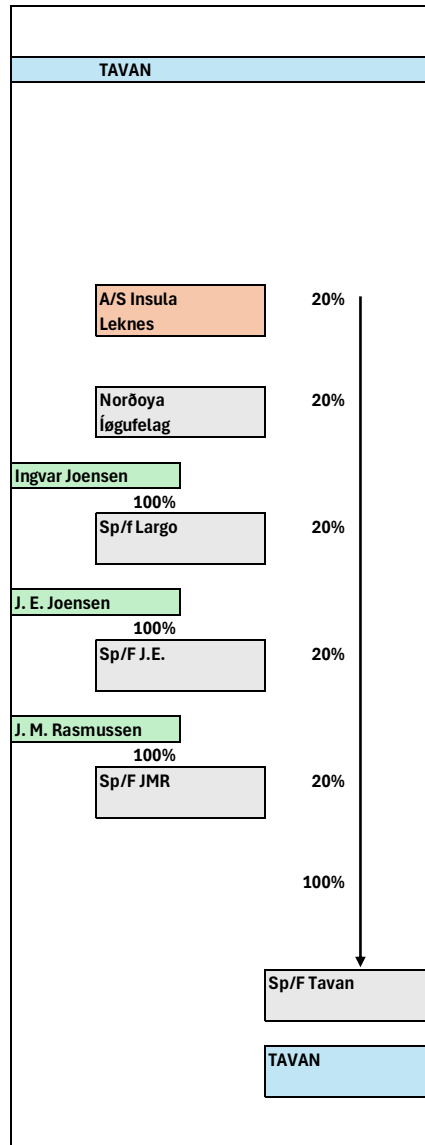 TAVAN
A/S Insula
Leknes
20%
Norðoya
Íøgufelag
20%
Ingvar Joensen
100%
Sp/f Largo
20%
J. E. Joensen
100%
Sp/F J.E.
20%
J. M. Rasmussen
100%
Sp/F JMR
20%
100%
Sp/F Tavan
TAVAN